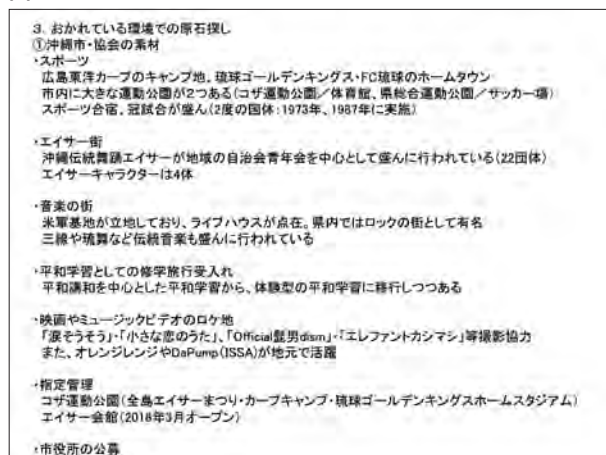 3. おかれている環境での原石探し
①沖縄市・協会の素材
・スポーツ
広島東洋カープのキャンプ地。琉球ゴールデンキングス・FC琉球のホームタウン
市内に大きな運動公園が2つある(コザ運動公園/体育館、県総合運動公園/サッカー場)
スポーツ合宿、冠試合が盛ん(2度の国体:1973年、1987年に実施)
・エイサー街
沖縄伝統舞踊エイサーが地域の自治会青年会を中心として盛んに行われている(22団体)
エイサーキャラクターは4体
・音楽の街
米軍基地が立地しており、ライブハウスが点在。県内ではロックの街として有名
三線や琉舞など伝統音楽も盛んに行われている
・平和学習としての修学旅行受入れ
平和講和を中心とした平和学習から、体験型の平和学習に移行しつつある
・映画やミュージックビデオのロケ地
「涙そうそう」・「小さな恋のうた」、「Official髭男dism」・「エレファントカシマシ」等撮影協力
また、オレンジレンジやDaPump(ISSA)が地元で活躍
・指定管理
コザ運動公園(全島エイサーまつり・カープキャンプ・琉球ゴールデンキングスホームスタジアム)
エイサー会館(2018年3月オープン)
・市役所の公募